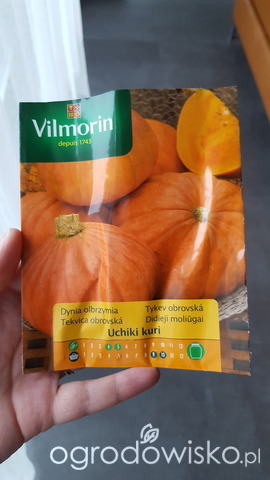 Vilmorin
depuis 1743
Dynia olbrzymia
Tykev obrovská
Tekvica obrovská
Didieji moliūgai
Uchiki kuri
ogrodowisko.pl